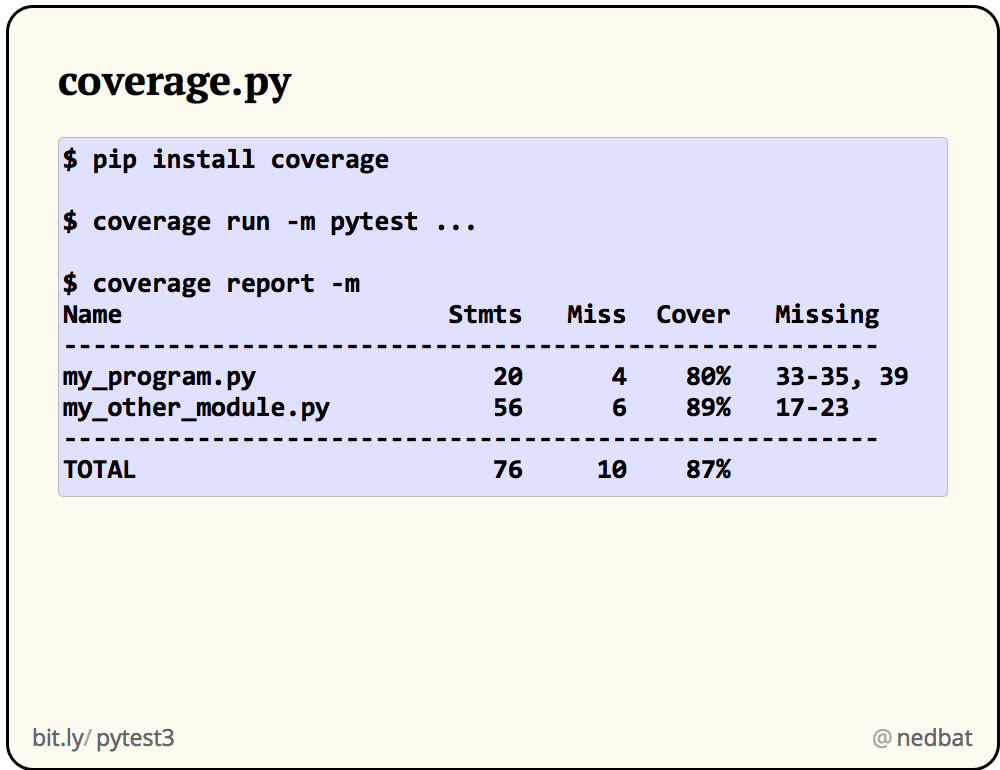 coverage.py
$ pip install coverage
$ coverage run -m pytest ...
$ coverage report -m
Name                      Stmts   Miss  Cover   Missing
-------------------------------------------------------
my_program.py                20      4    80%   33-35, 39
my_other_module.py           56      6    89%   17-23
-------------------------------------------------------
TOTAL                        76     10    87%
bit.ly/pytest3
@nedbat